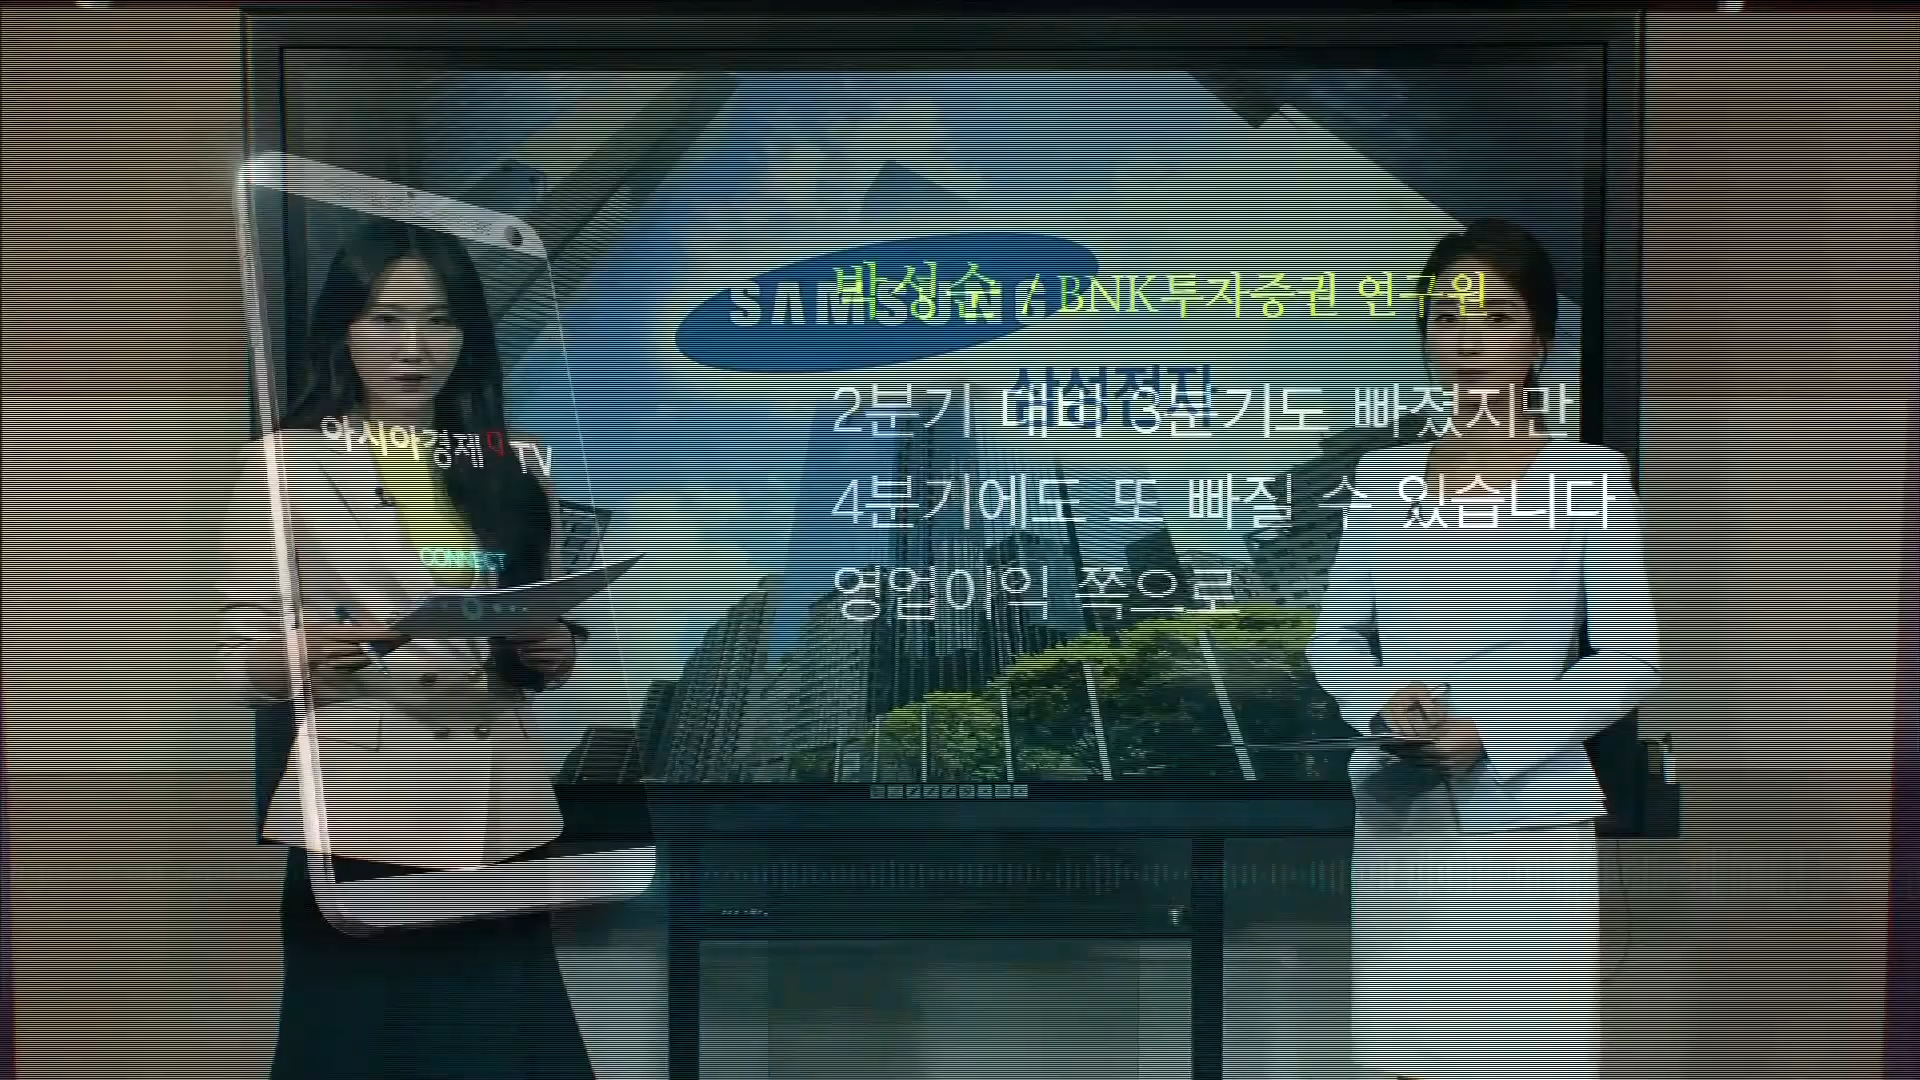 SAMSUNG
박성순 / BNK투자증권 연구원
삼성전자
2분기 대비 3분기도 빠졌지만
4분기에도 또 빠질 수 있습니다
영업이익 쪽으로
아시아경제TV
CONNECT